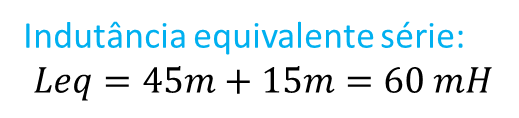 Indutância equivalente série:
Leq = 45m + 15m = 60 mH